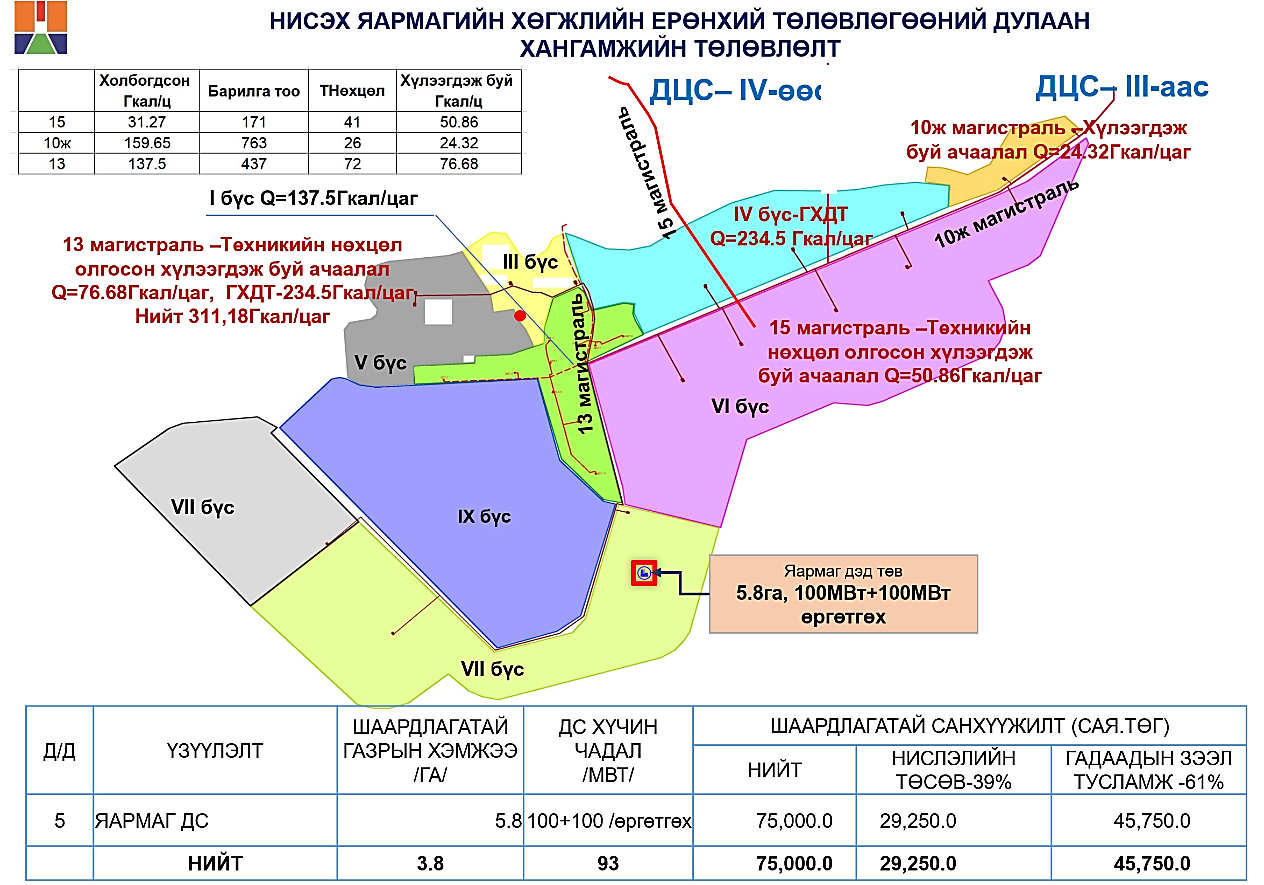 НИСЭХ ЯАРМАГИЙН ХӨГЖЛИЙН ЕРӨНХИЙ ТӨЛӨВЛӨГӨӨНИЙ ДУЛААН
ХАНГАМЖИЙН ТӨЛӨВЛӨЛТ
Холбогдсон Гкал/ц Барилга тоо ТНөхцөл Хүлээгдэж буй Гкал/ц
15 31.27 171 41 50.86
10ж 159.65 763 26 24.32
13 137.5 437 72 76.68
ДЦС– IV-өөс
ДЦС– III-аас
15 магистраль
10ж магистраль –Хүлээгдэж
буй ачаалал Q=24.32Гкал/цаг
I бүс Q=137.5Гкал/цаг
IV бүс-ГХДТ
Q=234.5 Гкал/цаг
10ж магистраль
13 магистраль –Төхникийн нөхцөл
олгосон хүлээгдэж буй ачаалал
Q=76.68Гкал/цаг, ГХДТ-234.5Гкал/цаг,
Нийт 311,18Гкал/цаг
III бүс
13 магистраль
15 магистраль –Төхникийн
нөхцөл олгосон хүлээгдэж
буй ачаалал Q=50.86Гкал/цаг
V бүс
VI бүс
VII бүс
IX бүс
Яармаг дэд төв
5.8га, 100МВт+100МВт
өргөтгөх
VII бүс
Д/Д ҮЗҮҮЛЭЛТ ШААРДЛАГАТАЙ ГАЗРЫН ХЭМЖЭЭ /ГА/ ДС ХҮЧИН ЧАДАЛ /МВТ/ ШААРДЛАГАТАЙ САНХҮҮЖИЛТ (САЯ.ТӨГ)
НИЙТ НИСЛЭЛИЙН ТӨСӨВ-39% ГАДААДЫН ЗЭЭЛ ТУСЛАМЖ -61%
5 ЯАРМАГ ДС 5.8 100+100 /өргөтгөх 75,000.0 29,250.0 45,750.0
НИЙТ 3.8 93 75,000.0 29,250.0 45,750.0